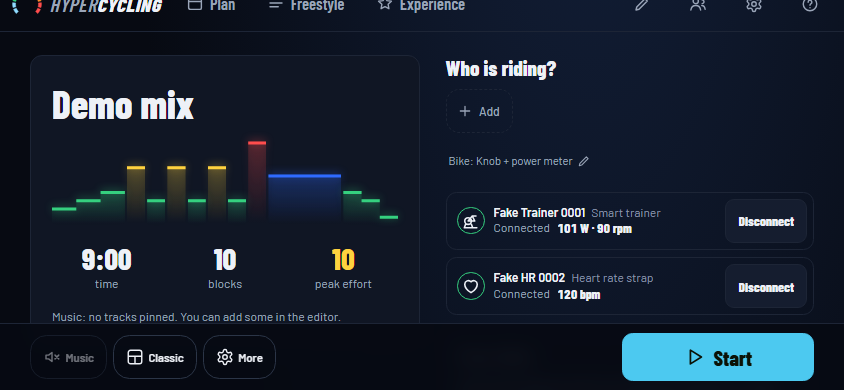 HYPERCYCLING
Plan
Freestyle
Experience
Demo mix
9:00
time
10
blocks
10
peak effort
Music: no tracks pinned. You can add some in the editor.
Who is riding?
+ Add
Bike: Knob + power meter
Fake Trainer 0001 Smart trainer
Connected 101 W · 90 rpm
Disconnect
Fake HR 0002 Heart rate strap
Connected 120 bpm
Disconnect
Music
Classic
More
Start